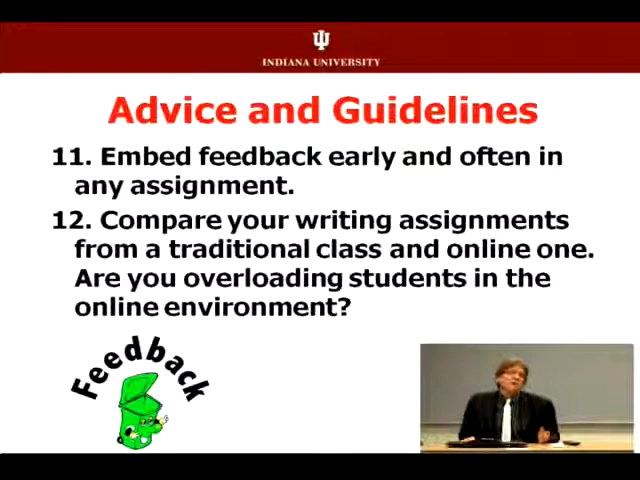 INDIANA UNIVERSITY
Advice and Guidelines
11. Embed feedback early and often in
any assignment.
12. Compare your writing assignments
from a traditional class and online one.
Are you overloading students in the
online environment?
Feedback